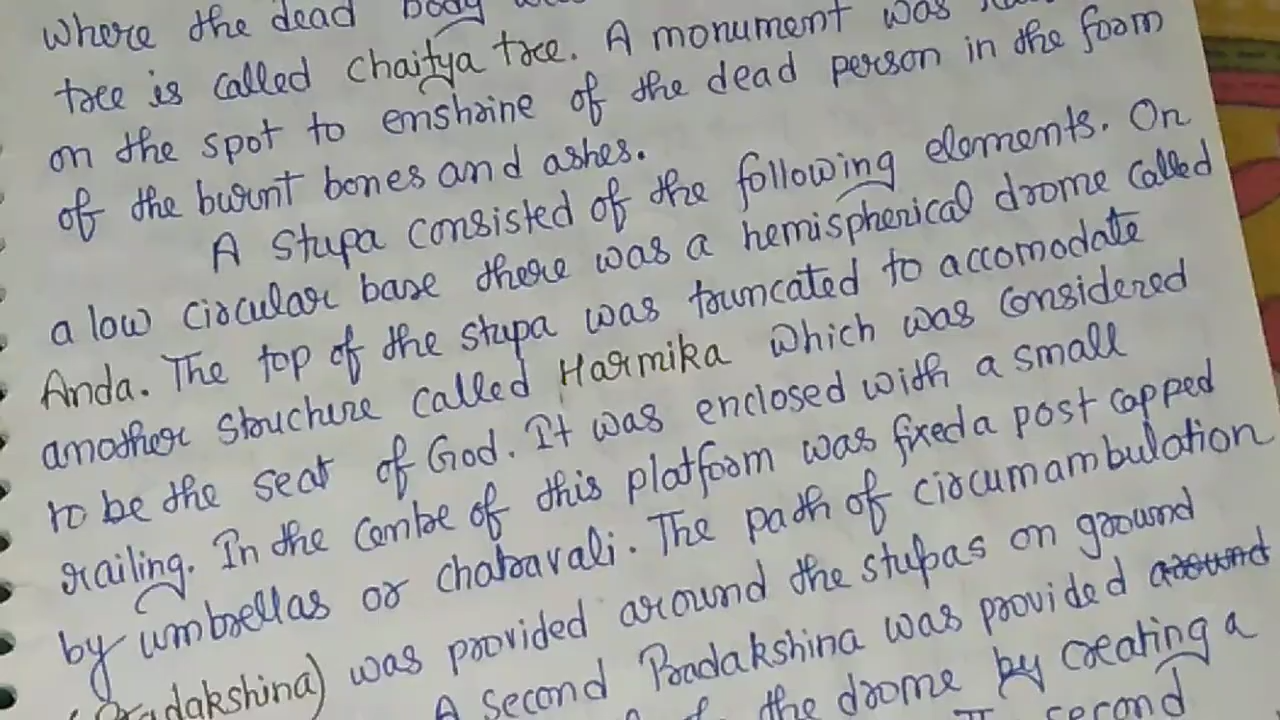 where the dead body
tree is called chaitya tree. A monument was
on the spot to enshrine of the dead person in the form
of the burnt bones and ashes.
A stupa consisted of the following elements. On
a low circular base there was a hemispherical drome called
Anda. The top of the stupa was truncated to accomodate
another structure called Harmika which was considered
to be the seat of God. It was enclosed with a small
railing. In the centre of this platform was fixed a post capped
by umbrellas or chatravali. The path of circumambulation
(Pradakshina) was provided around the stupas on ground
A second Pradakshina was provided around
the drome by creating a
second